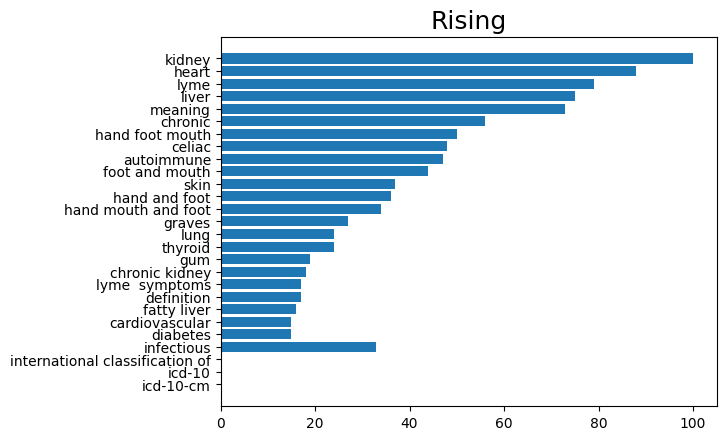 Rising
kidney
heart
lyme
liver
meaning
chronic
hand foot mouth
celiac
autoimmune
foot and mouth
skin
hand and foot
hand mouth and foot
graves
lung
thyroid
gum
chronic kidney
lyme  symptoms
definition
fatty liver
cardiovascular
diabetes
infectious
international classification of
icd-10
icd-10-cm
0 20 40 60 80 100